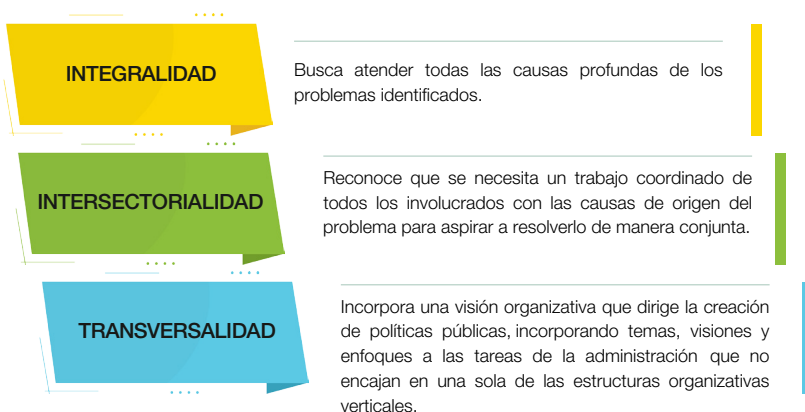 INTEGRALIDAD
Busca atender todas las causas profundas de los
problemas identificados.
INTERSECTORIALIDAD
Reconoce que se necesita un trabajo coordinado de
todos los involucrados con las causas de origen del
problema para aspirar a resolverlo de manera conjunta.
TRANSVERSALIDAD
Incorpora una visión organizativa que dirige la creación
de políticas públicas, incorporando temas, visiones y
enfoques a las tareas de la administración que no
encajan en una sola de las estructuras organizativas
verticales.